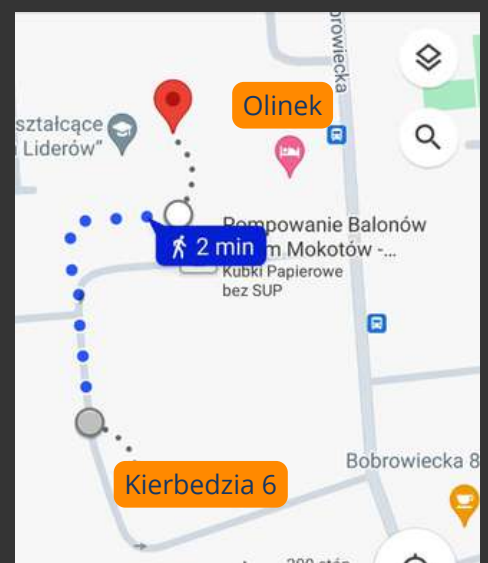 browiecka
Olinek
ształcące
Liderów"
Pompowanie Balonów
m Mokotów -...
2 min
Kubki Papierowe
bez SUP
Kierbedzia 6
Bobrowiecka 8